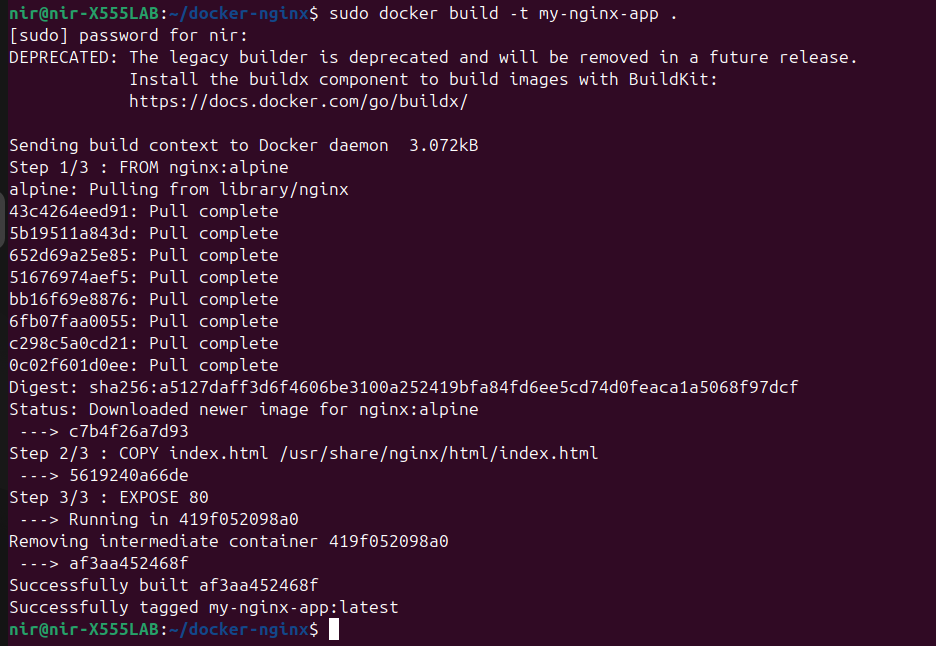 nir@nir-X555LAB:~/docker-nginx$ sudo docker build -t my-nginx-app .
[sudo] password for nir:
DEPRECATED: The legacy builder is deprecated and will be removed in a future release.
            Install the buildx component to build images with BuildKit:
            https://docs.docker.com/go/buildx/

Sending build context to Docker daemon  3.072kB
Step 1/3 : FROM nginx:alpine
alpine: Pulling from library/nginx
43c4264eed91: Pull complete
5b19511a843d: Pull complete
652d69a25e85: Pull complete
51676974aef5: Pull complete
bb16f69e8876: Pull complete
6fb07faa0055: Pull complete
c298c5a0cd21: Pull complete
0c02f601d0ee: Pull complete
Digest: sha256:a5127daff3d6f4606be3100a252419bfa84fd6ee5cd74d0feaca1a5068f97dcf
Status: Downloaded newer image for nginx:alpine
 ---> c7b4f26a7d93
Step 2/3 : COPY index.html /usr/share/nginx/html/index.html
 ---> 5619240a66de
Step 3/3 : EXPOSE 80
 ---> Running in 419f052098a0
Removing intermediate container 419f052098a0
 ---> af3aa452468f
Successfully built af3aa452468f
Successfully tagged my-nginx-app:latest
nir@nir-X555LAB:~/docker-nginx$